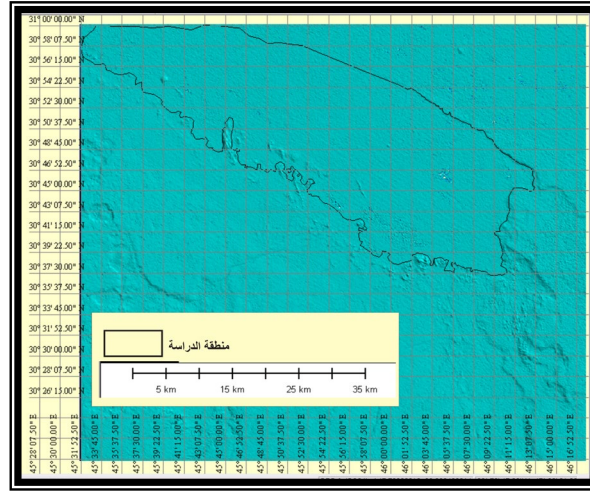 31° 00' 00.00" N
30° 58' 07.50" N
30° 56' 15.00" N
30° 54' 22.50" N
30° 52' 30.00" N
30° 50' 37.50" N
30° 48' 45.00" N
30° 46' 52.50" N
30° 45' 00.00" N
30° 43' 07.50" N
30° 41' 15.00" N
30° 39' 22.50" N
30° 37' 30.00" N
30° 35' 37.50" N
30° 33' 45.00" N
30° 31' 52.50" N
30° 30' 00.00" N
30° 28' 07.50" N
30° 26' 15.00" N
منطقة الدراسة
5 km 15 km 25 km 35 km
45° 28' 07.50" E
45° 30' 00.00" E
45° 31' 52.50" E
45° 33' 45.00" E
45° 35' 37.50" E
45° 37' 30.00" E
45° 39' 22.50" E
45° 41' 15.00" E
45° 43' 07.50" E
45° 45' 00.00" E
45° 46' 52.50" E
45° 48' 45.00" E
45° 50' 37.50" E
45° 52' 30.00" E
45° 54' 22.50" E
45° 56' 15.00" E
45° 58' 07.50" E
46° 00' 00.00" E
46° 01' 52.50" E
46° 03' 45.00" E
46° 05' 37.50" E
46° 07' 30.00" E
46° 09' 22.50" E
46° 11' 15.00" E
46° 13' 07.50" E
46° 15' 00.00" E
46° 16' 52.50" E